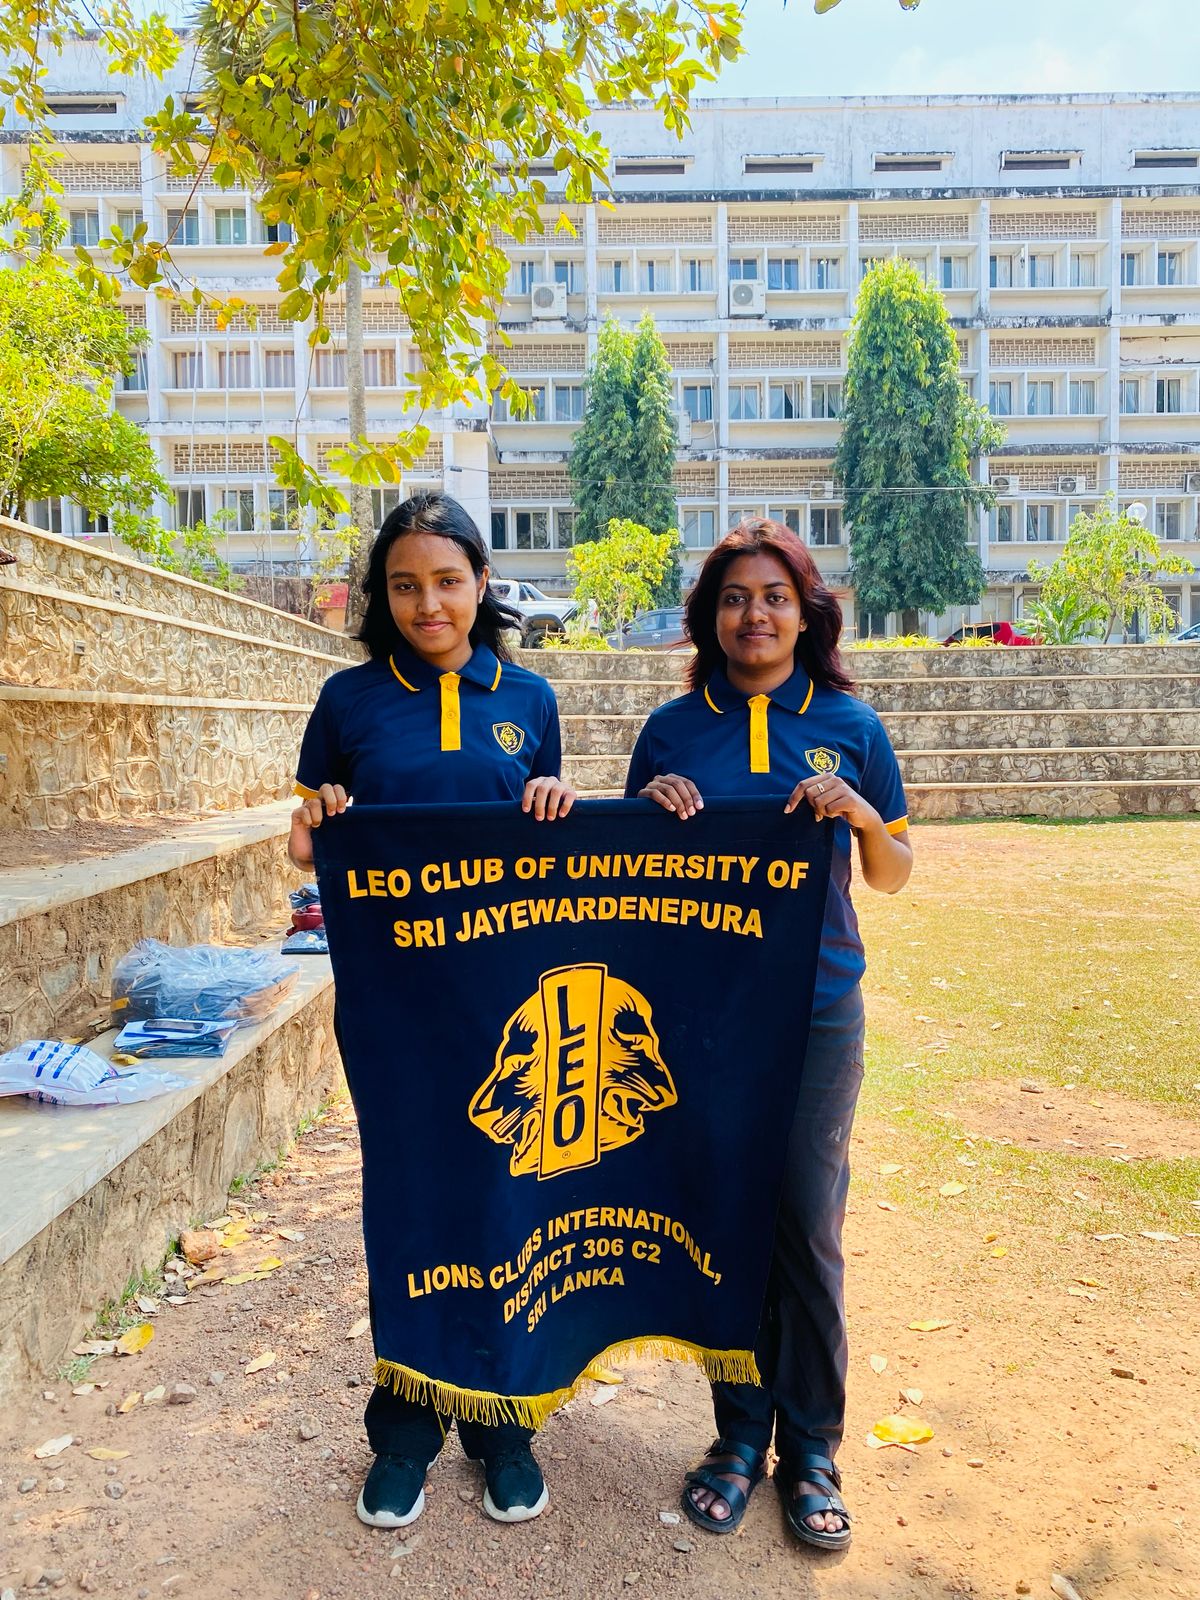 LEO CLUB OF UNIVERSITY OF
SRI JAYEWARDENEPURA
LEO
LIONS CLUBS INTERNATIONAL,
DISTRICT 306 C2
SRI LANKA